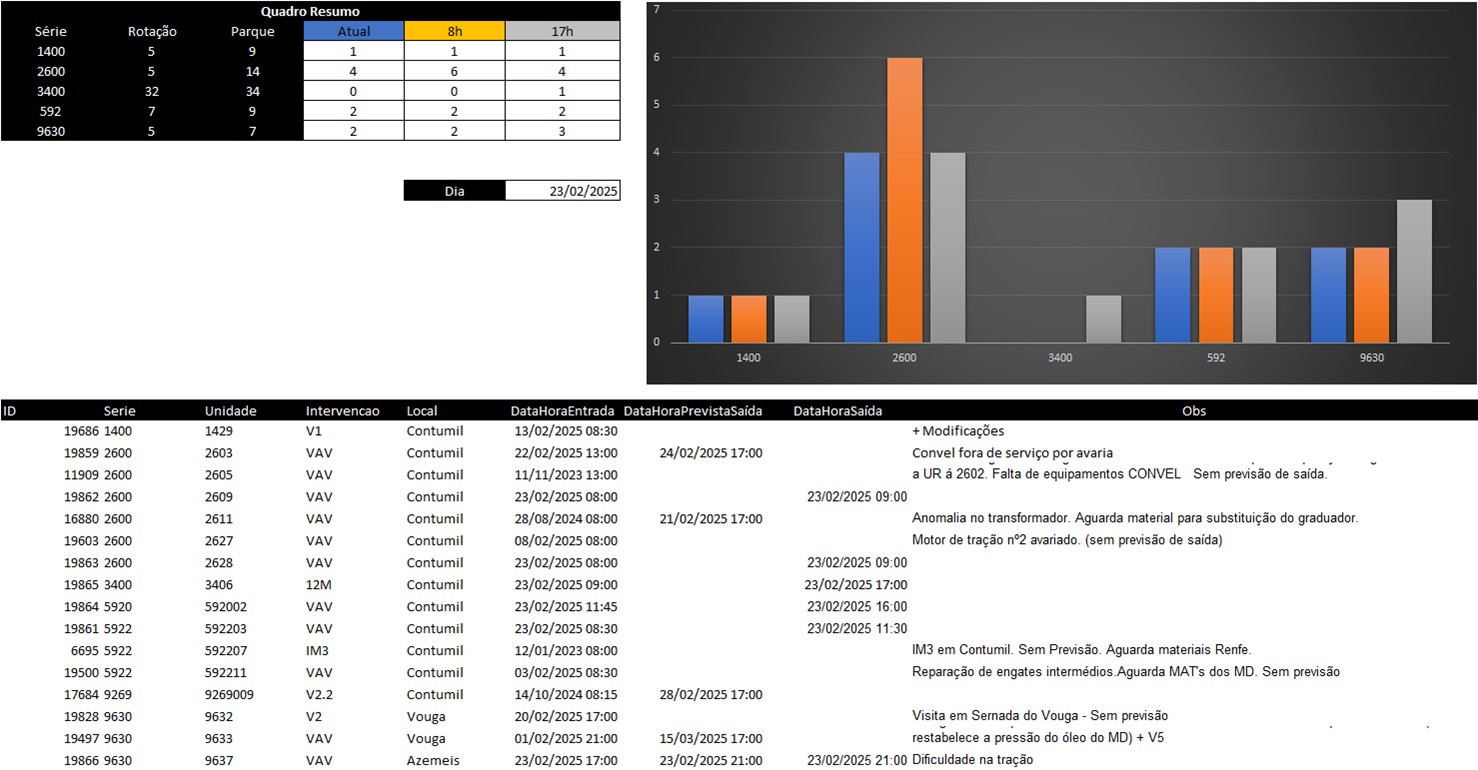 Quadro Resumo
Série Rotação Parque Atual 8h 17h
1400 5 9 1 1 1
2600 5 14 4 6 4
3400 32 34 0 0 1
592 7 9 2 2 2
9630 5 7 2 2 3
Dia 23/02/2025
7
6
5
4
3
2
1
0
1400 2600 3400 592 9630
ID Serie Unidade Intervencao Local DataHoraEntrada DataHoraPrevistaSaída DataHoraSaída Obs
19686 1400 1429 V1 Contumil 13/02/2025 08:30 + Modificações
19859 2600 2603 VAV Contumil 22/02/2025 13:00 24/02/2025 17:00 Convel fora de serviço por avaria
11909 2600 2605 VAV Contumil 11/11/2023 13:00 a UR á 2602. Falta de equipamentos CONVEL Sem previsão de saída.
19862 2600 2609 VAV Contumil 23/02/2025 08:00 23/02/2025 09:00
16880 2600 2611 VAV Contumil 28/08/2024 08:00 21/02/2025 17:00 Anomalia no transformador. Aguarda material para substituição do graduador.
19603 2600 2627 VAV Contumil 08/02/2025 08:00 Motor de tração nº2 avariado. (sem previsão de saída)
19863 2600 2628 VAV Contumil 23/02/2025 08:00 23/02/2025 09:00
19865 3400 3406 12M Contumil 23/02/2025 09:00 23/02/2025 17:00
19864 5920 592002 VAV Contumil 23/02/2025 11:45 23/02/2025 16:00
19861 5922 592203 VAV Contumil 23/02/2025 08:30 23/02/2025 11:30
6695 5922 592207 IM3 Contumil 12/01/2023 08:00 IM3 em Contumil. Sem Previsão. Aguarda materiais Renfe.
19500 5922 592211 VAV Contumil 03/02/2025 08:30 Reparação de engates intermédios.Aguarda MAT's dos MD. Sem previsão
17684 9269 9269009 V2.2 Contumil 14/10/2024 08:15 28/02/2025 17:00
19828 9630 9632 V2 Vouga 20/02/2025 17:00 Visita em Sernada do Vouga - Sem previsão
19497 9630 9633 VAV Vouga 01/02/2025 21:00 15/03/2025 17:00 restabelece a pressão do óleo do MD) + V5
19866 9630 9637 VAV Azemeis 23/02/2025 17:00 23/02/2025 21:00 23/02/2025 21:00 Dificuldade na tração